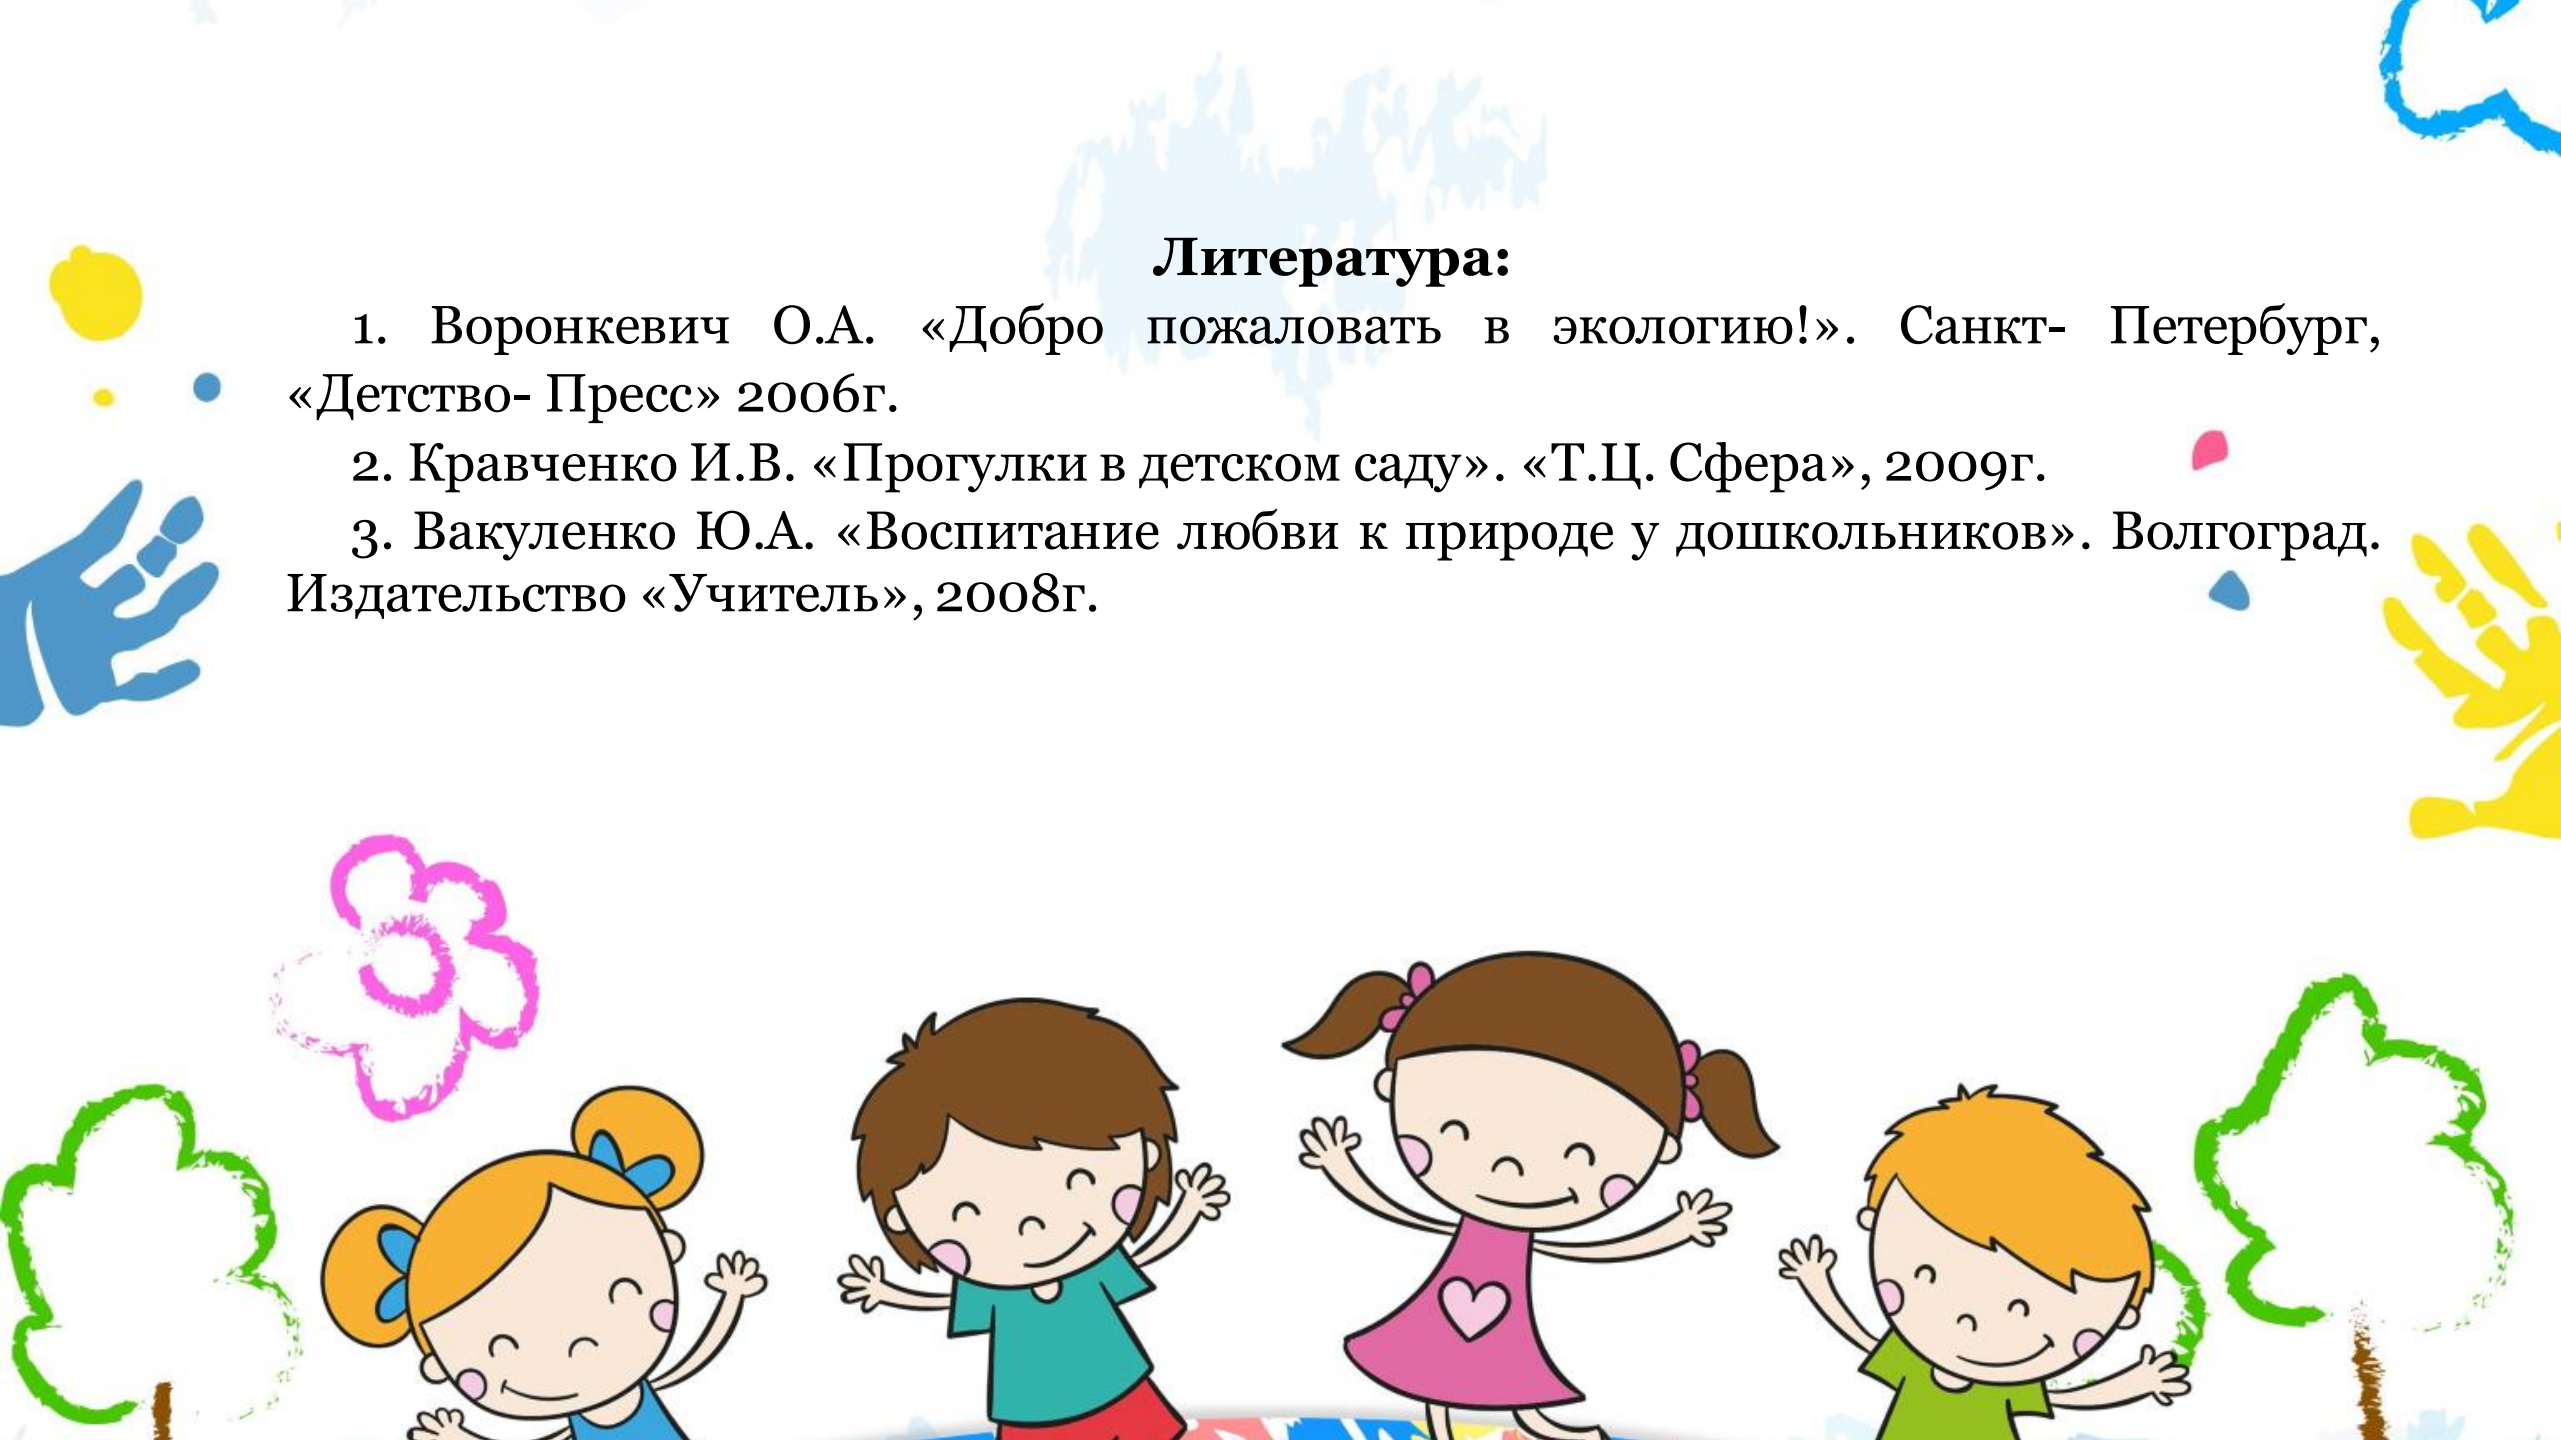 Литература:
1. Воронкевич О.А. «Добро пожаловать в экологию!». Санкт- Петербург,
«Детство- Пресс» 2006г.
2. Кравченко И.В. «Прогулки в детском саду». «Т.Ц. Сфера», 2009г.
3. Вакуленко Ю.А. «Воспитание любви к природе у дошкольников». Волгоград.
Издательство «Учитель», 2008г.